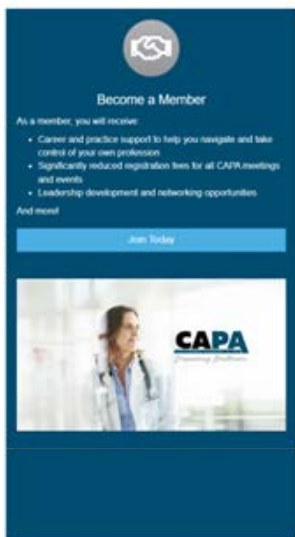 Become a Member
As a member, you will receive:
• Career and practice support to help you navigate and take
control of your own profession
• Significantly reduced registration fees for all CAPA meetings
and events
• Leadership development and networking opportunities
And more!
Join Today
CAPA